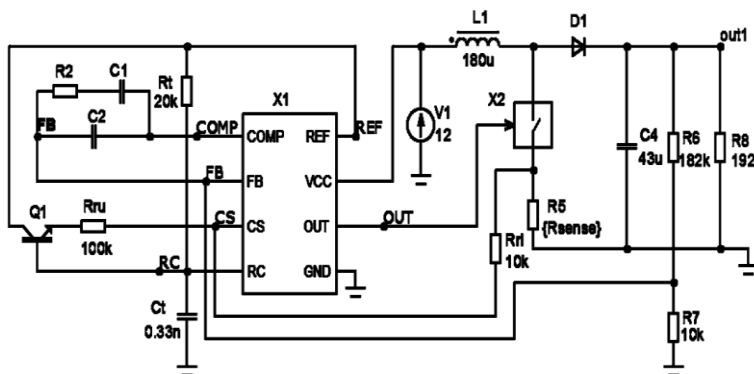 L1
D1
out1
180u
R2
C1
Rt
20k
X1
X2
V1
12
FB
C2
COMP
COMP
REF
REF
C4
43u
R6
182k
R8
192
FB
FB
VCC
Q1
Rru
100k
CS
CS
OUT
OUT
R5
{Rsense}
Rrl
10k
RC
RC
GND
Ct
0.33n
R7
10k